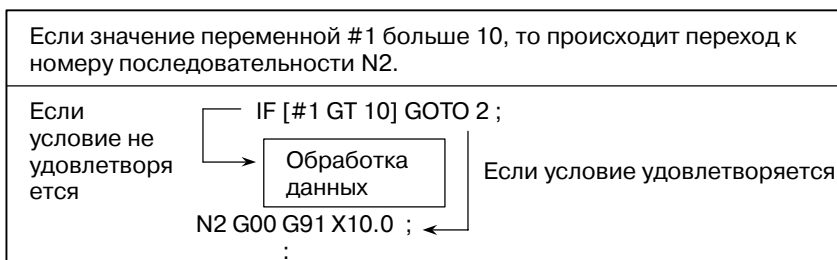 Если значение переменной #1 больше 10, то происходит переход к
номеру последовательности N2.
Если
условие не
удовлетворя
ется
IF [#1 GT 10] GOTO 2 ;
Обработка
данных
Если условие удовлетворяется
N2 G00 G91 X10.0 ;
: